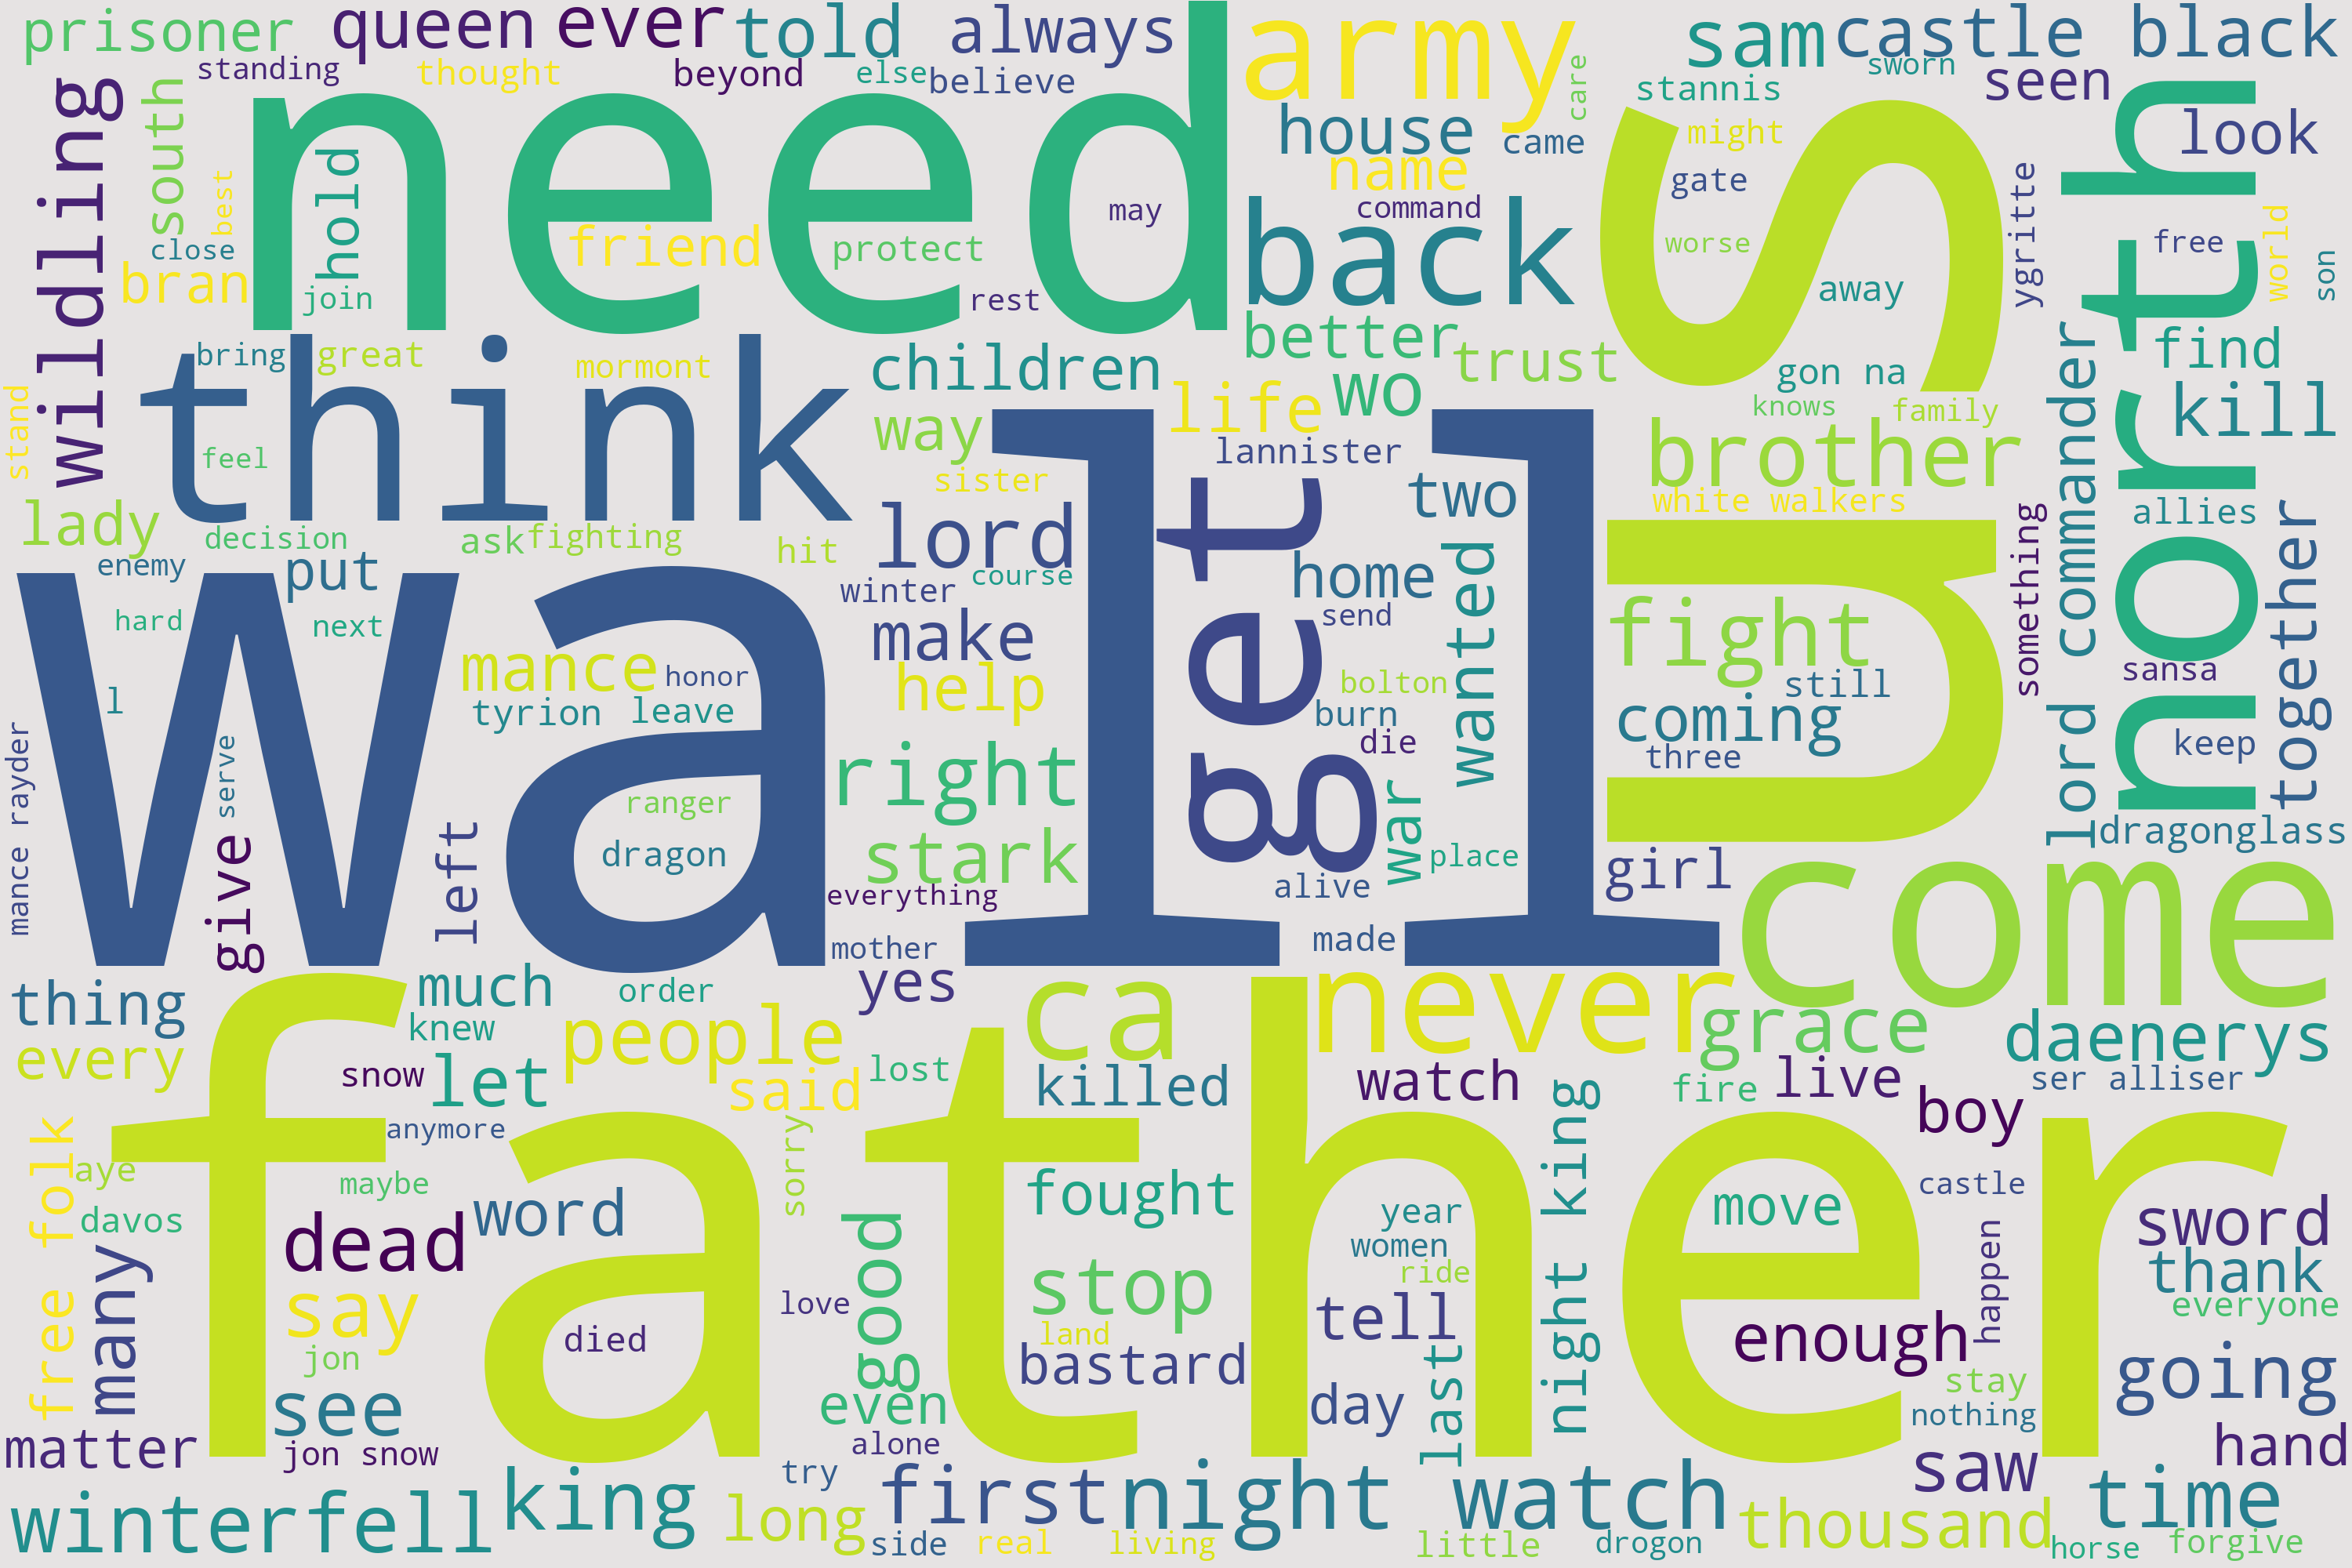 prisoner queen ever told always army sam castle black
standing thought beyond else believe care sworn seen
wildling south need house came stannis might look north
best hold friend protect may name command gate ygritte us free world son
close bran join rest back worse away
bring great mormont children better trust gon na find
stand think way life wo knows family kill
feel sister lannister brother lord commander
lady decision ask fighting hit lord get two white walkers something allies together
enemy put winter course home wanted
hard next make send fight sansa
l mance honor help bolton still
tyrion leave burn coming keep
mance rayder serve wall right die three
give left ranger dragon stark war place girl dragonglass
everything alive come
mother made
thing much order yes ca never grace daenerys
every knew people
snow let said lost killed watch fire live ser alliser
free folk anymore sorry night king boy
aye maybe father castle
davos word fought year move sword
many dead good women happen thank
say love stop ride everyone
jon died land tell enough
see bastard last stay going
even day nothing
matter jon snow alone hand
winterfell king try long first night watch saw thousand time
side real living little drogon horse forgive